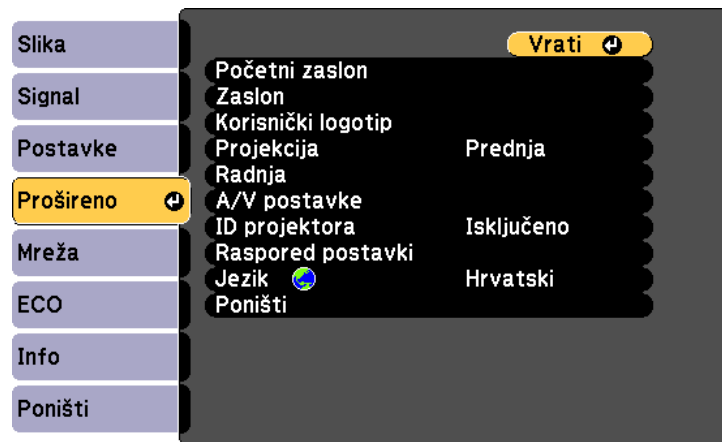 Slika
Signal
Postavke
Prošireno
Mreža
ECO
Info
Poništi
Vrati
Početni zaslon
Zaslon
Korisnički logotip
Projekcija Prednja
Radnja
A/V postavke
ID projektora Isključeno
Raspored postavki
Jezik Hrvatski
Poništi